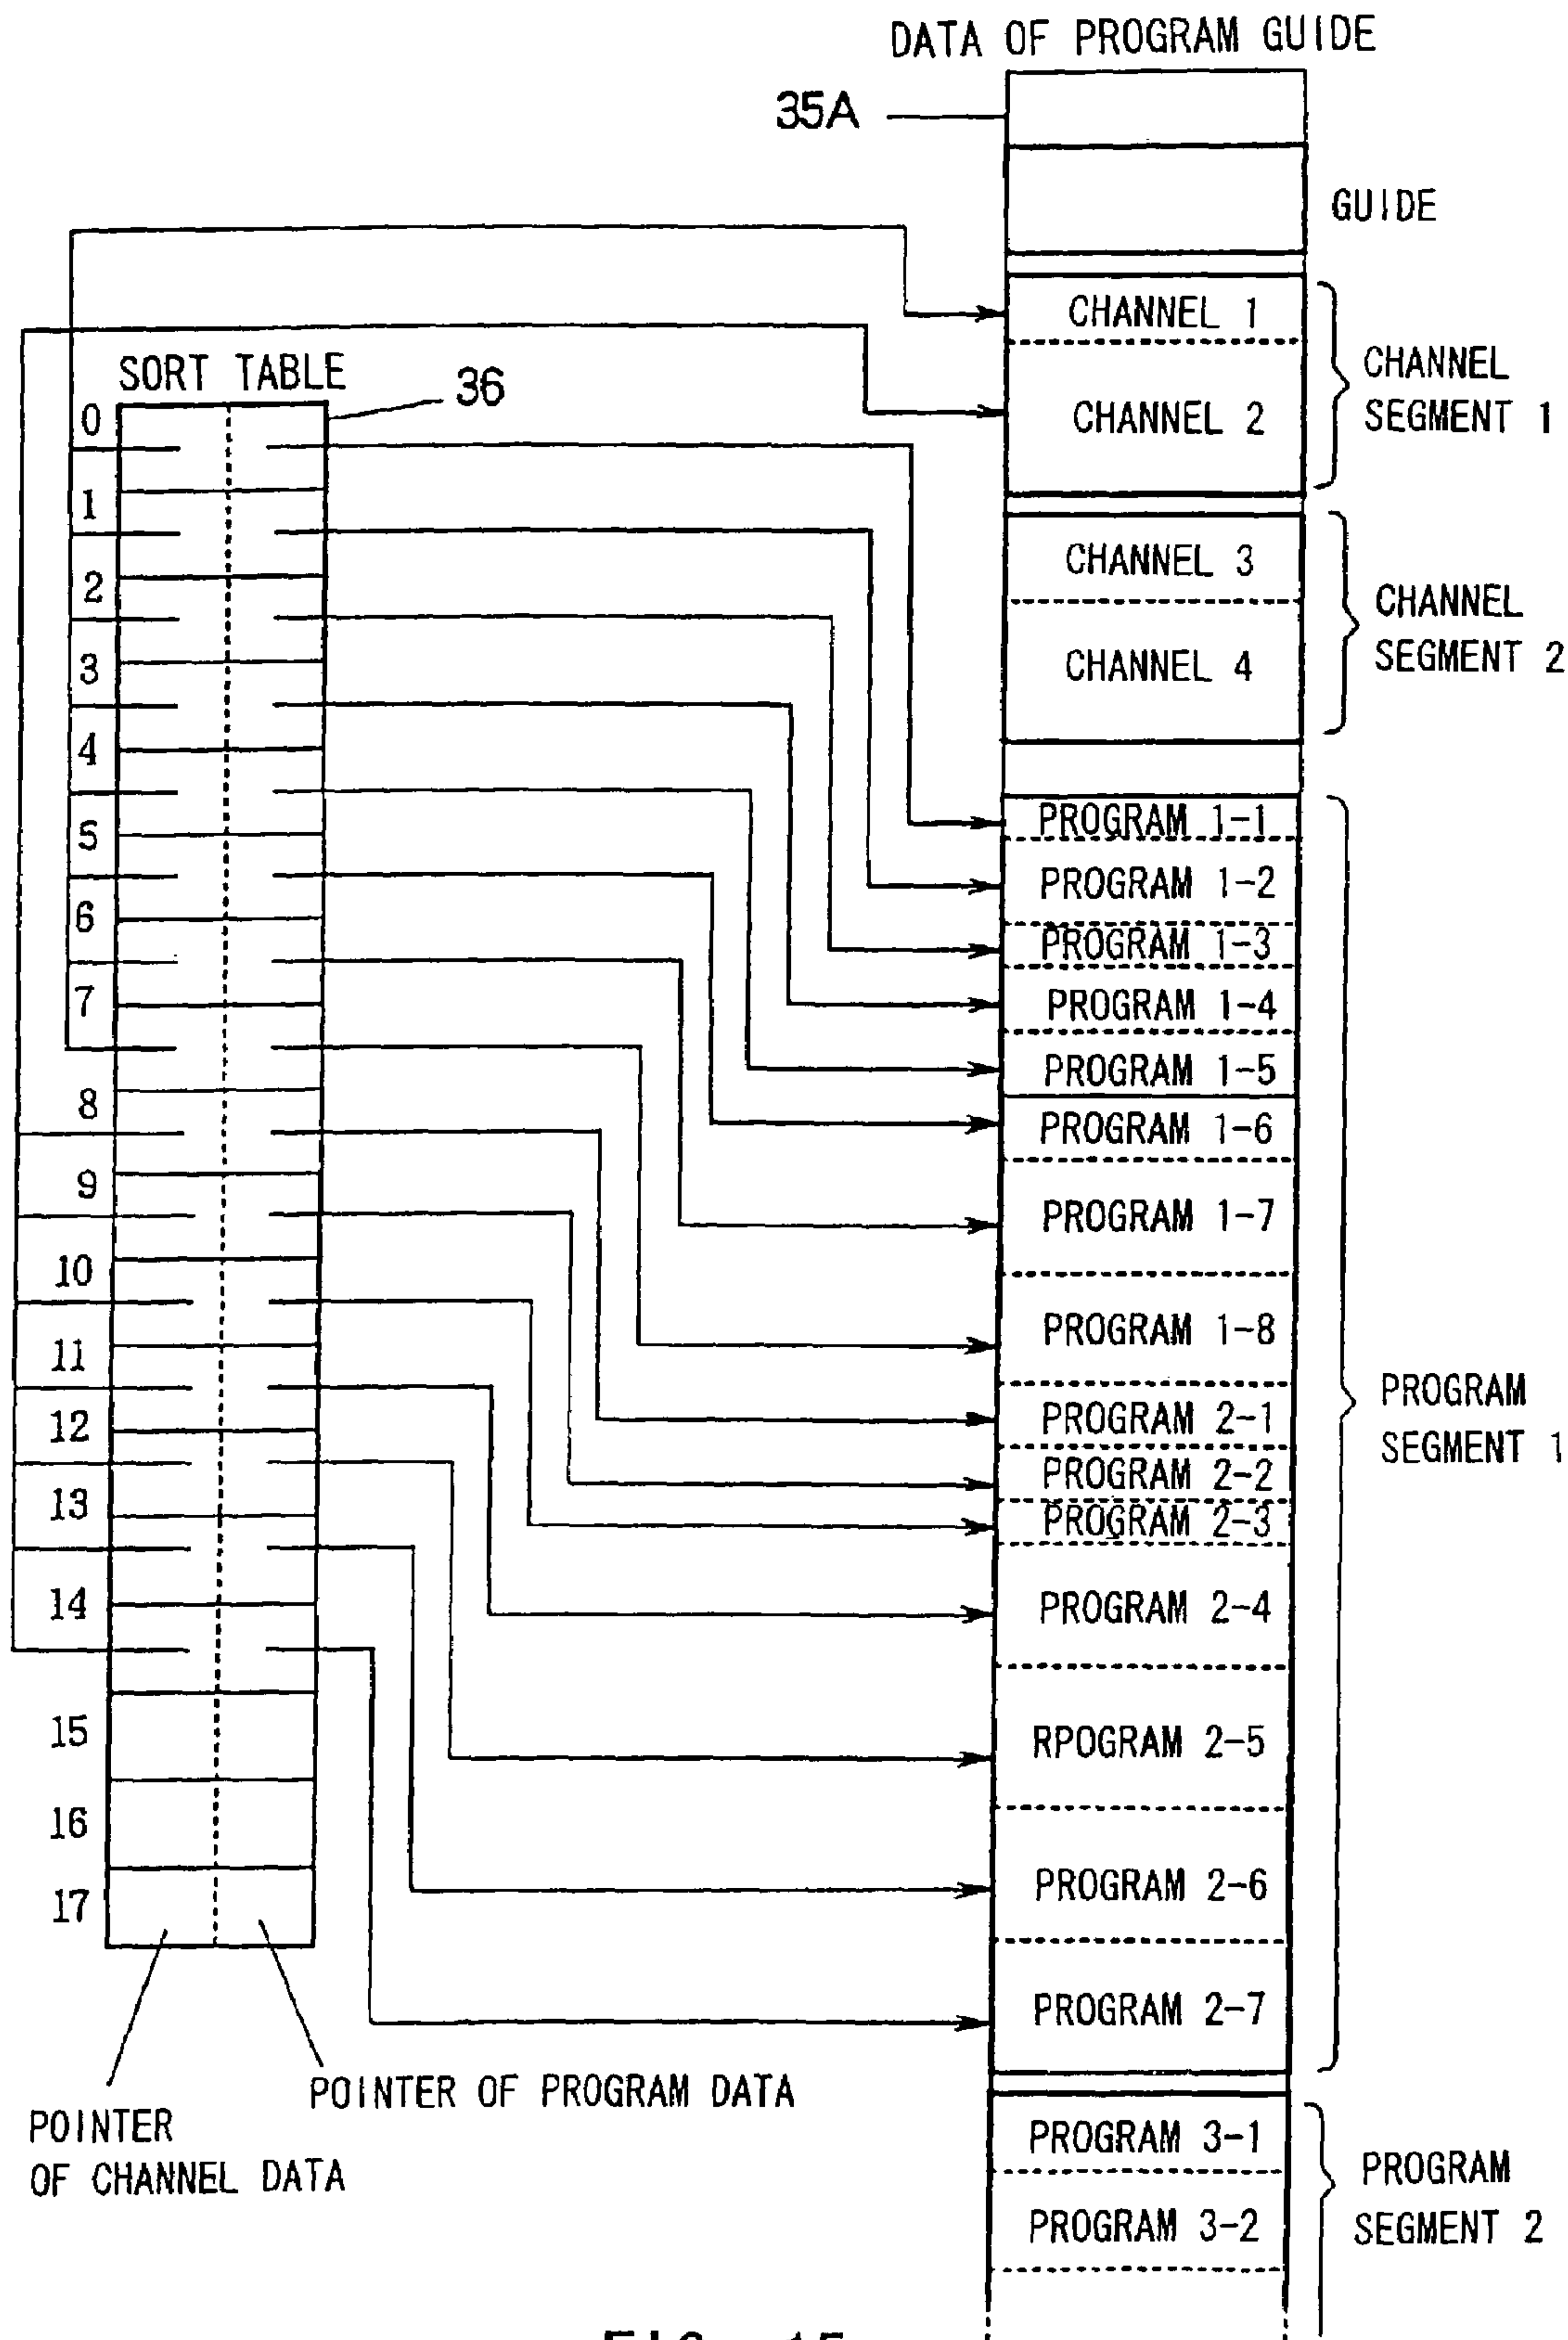 DATA OF PROGRAM GUIDE
35A
GUIDE
CHANNEL 1
CHANNEL 2
CHANNEL
SEGMENT 1
CHANNEL 3
CHANNEL 4
CHANNEL
SEGMENT 2
SORT TABLE
36
0
1
2
3
4
5
6
7
8
9
10
11
12
13
14
15
16
17
PROGRAM 1-1
PROGRAM 1-2
PROGRAM 1-3
PROGRAM 1-4
PROGRAM 1-5
PROGRAM 1-6
PROGRAM 1-7
PROGRAM 1-8
PROGRAM 2-1
PROGRAM 2-2
PROGRAM 2-3
PROGRAM 2-4
RPOGRAM 2-5
PROGRAM 2-6
PROGRAM 2-7
PROGRAM
SEGMENT 1
POINTER OF PROGRAM DATA
POINTER
OF CHANNEL DATA
PROGRAM 3-1
PROGRAM 3-2
PROGRAM
SEGMENT 2